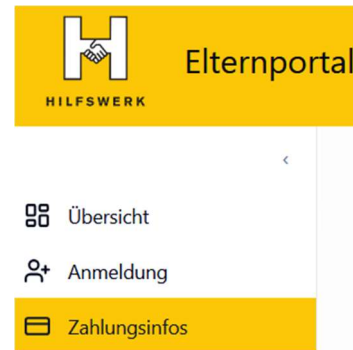 HILFSWERK
Elternportal
Übersicht
Anmeldung
Zahlungsinfos